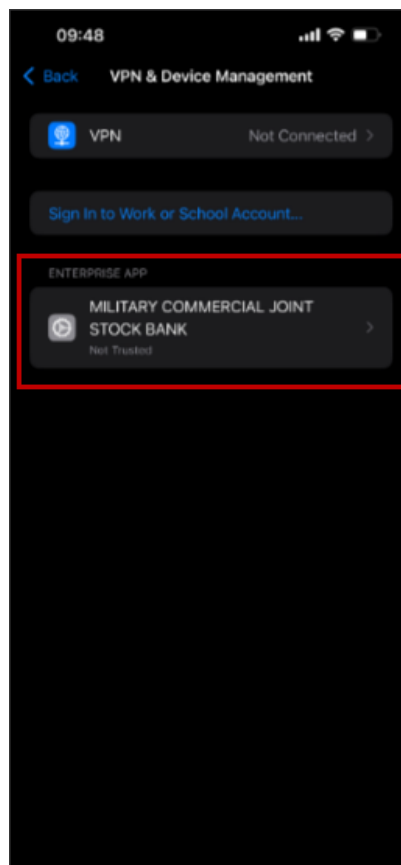 09:48
Back VPN & Device Management
VPN Not Connected
Sign In to Work or School Account...
ENTERPRISE APP
MILITARY COMMERCIAL JOINT
STOCK BANK
Not Trusted